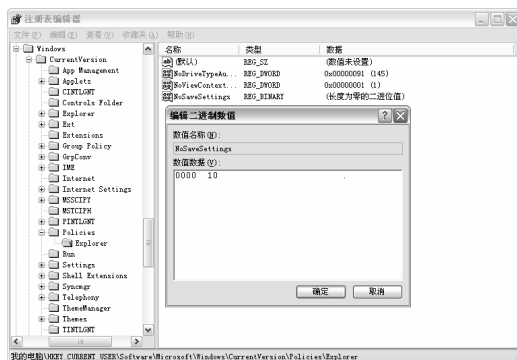 注册表编辑器
文件(F) 编辑(E) 查看(V) 收藏夹(A) 帮助(H)
Windows
CurrentVersion
App Management
Applets
CINTLGNT
Controls Folder
Explorer
Ext
Extensions
Group Policy
GrpConv
IME
Internet
Internet Settings
MSSCIPY
MSTCIPH
PINTLGNT
Policies
Explorer
Run
Settings
Shell Extensions
Syncmgr
Telephony
ThemeManager
Themes
TINTLGNT
名称 类型 数据
(默认) REG_SZ (数值未设置)
NoDriveTypeAu... REG_DWORD 0x00000091 (145)
NoViewContext... REG_DWORD 0x00000001 (1)
NoSaveSettings REG_BINARY (长度为零的二进位值)
编辑二进制数值
数值名称(N):
NoSaveSettings
数值数据(V):
0000 10
确定 取消
我的电脑\HKEY_CURRENT_USER\Software\Microsoft\Windows\CurrentVersion\Policies\Explorer